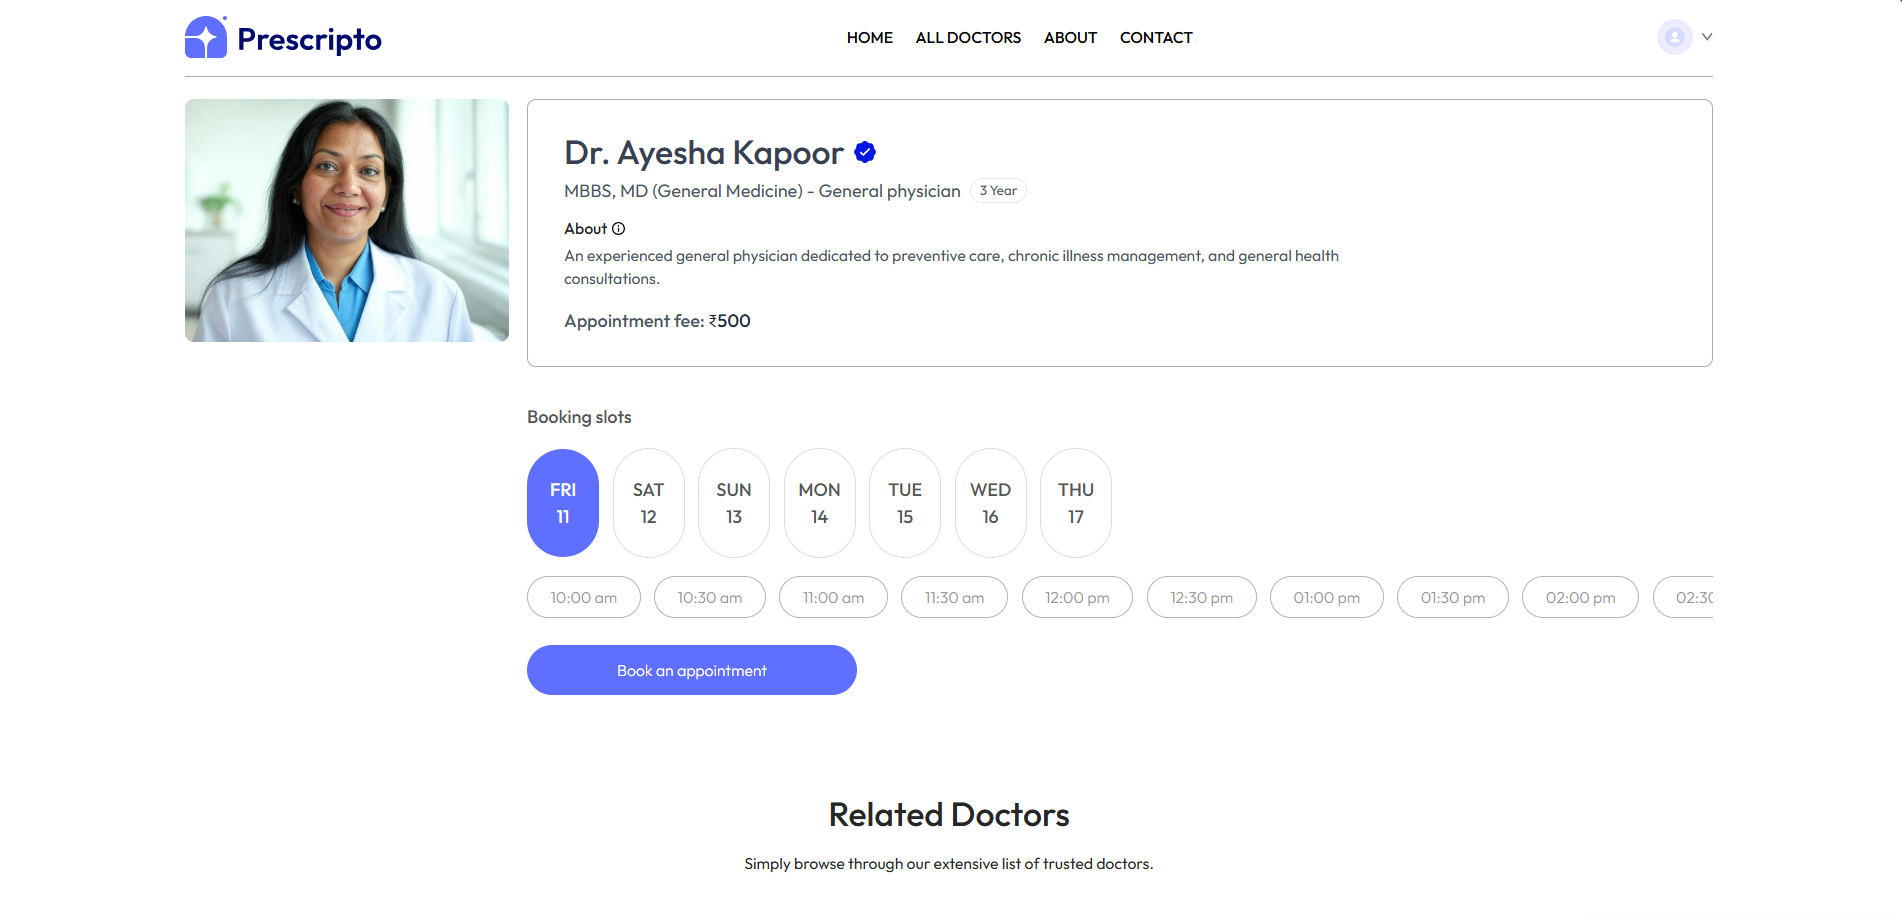 Prescripto
HOME ALL DOCTORS ABOUT CONTACT
Dr. Ayesha Kapoor
MBBS, MD (General Medicine) - General physician 3 Year
About
An experienced general physician dedicated to preventive care, chronic illness management, and general health
consultations.
Appointment fee: ₹500
Booking slots
FRI SAT SUN MON TUE WED THU
11 12 13 14 15 16 17
10:00 am 10:30 am 11:00 am 11:30 am 12:00 pm 12:30 pm 01:00 pm 01:30 pm 02:00 pm 02:30
Book an appointment
Related Doctors
Simply browse through our extensive list of trusted doctors.